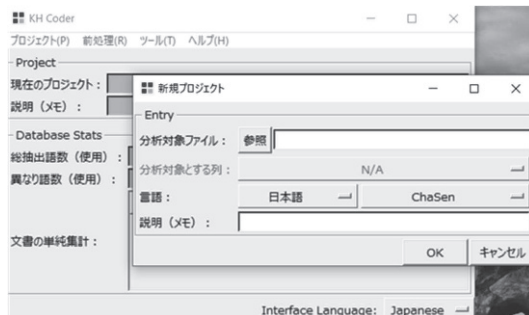 KH Coder
プロジェクト(P) 前処理(R) ツール(T) ヘルプ(H)
Project
現在のプロジェクト：
説明（メモ）：
Database Stats
総抽出語数（使用）：
異なり語数（使用）：
文書の単純集計：
新規プロジェクト
Entry
分析対象ファイル： 参照
分析対象とする列： N/A
言語： 日本語 ChaSen
説明（メモ）：
OK キャンセル
Interface Language: Japanese